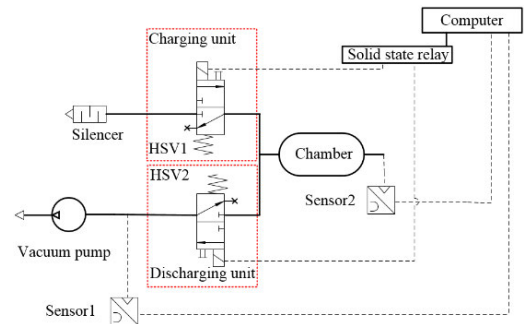 Computer
Charging unit
Solid state relay
Silencer
HSV1
Chamber
HSV2
Sensor2
Vacuum pump
Discharging unit
Sensor1